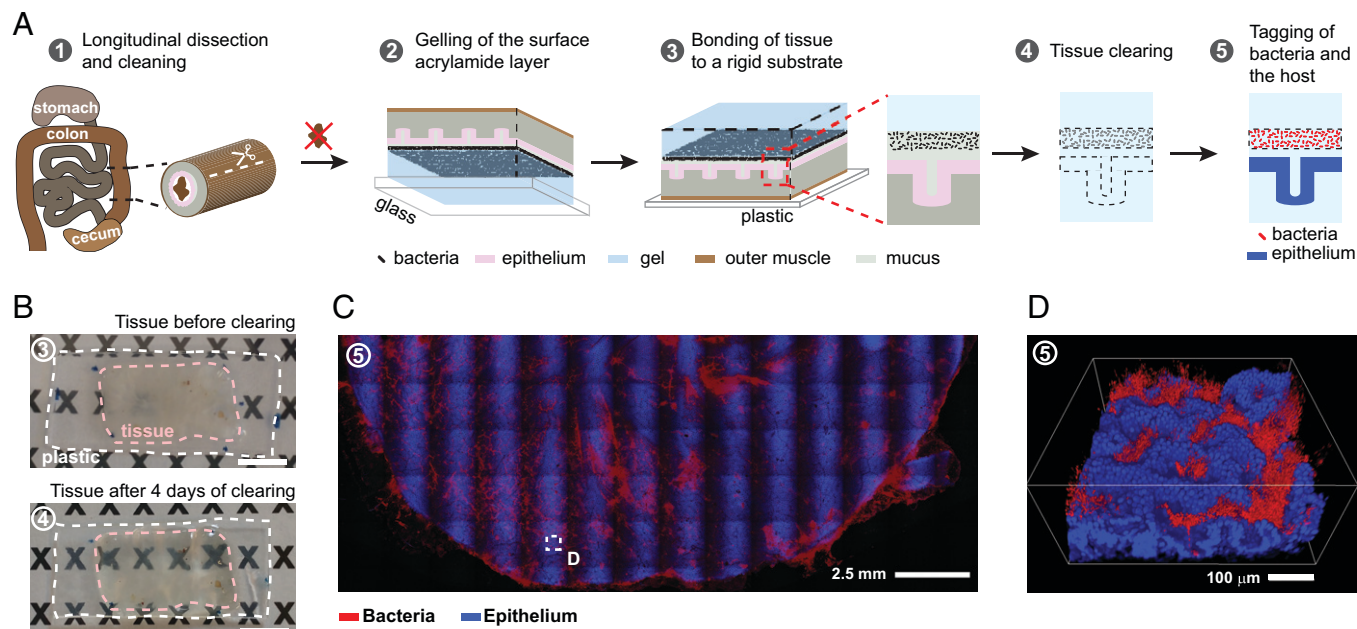 A
1 Longitudinal dissection
and cleaning
2 Gelling of the surface
acrylamide layer
3 Bonding of tissue
to a rigid substrate
4 Tissue clearing
5 Tagging of
bacteria and
the host
stomach
colon
cecum
glass
plastic
bacteria
epithelium
bacteria epithelium gel outer muscle mucus
B
Tissue before clearing
3
X X X X X X X X
X X X X
tissue
plastic
X X X X X X
Tissue after 4 days of clearing
4
X X X X X X X
X X X X X X X
X X X X X X X
C
5
D
2.5 mm
Bacteria Epithelium
D
5
100 μm